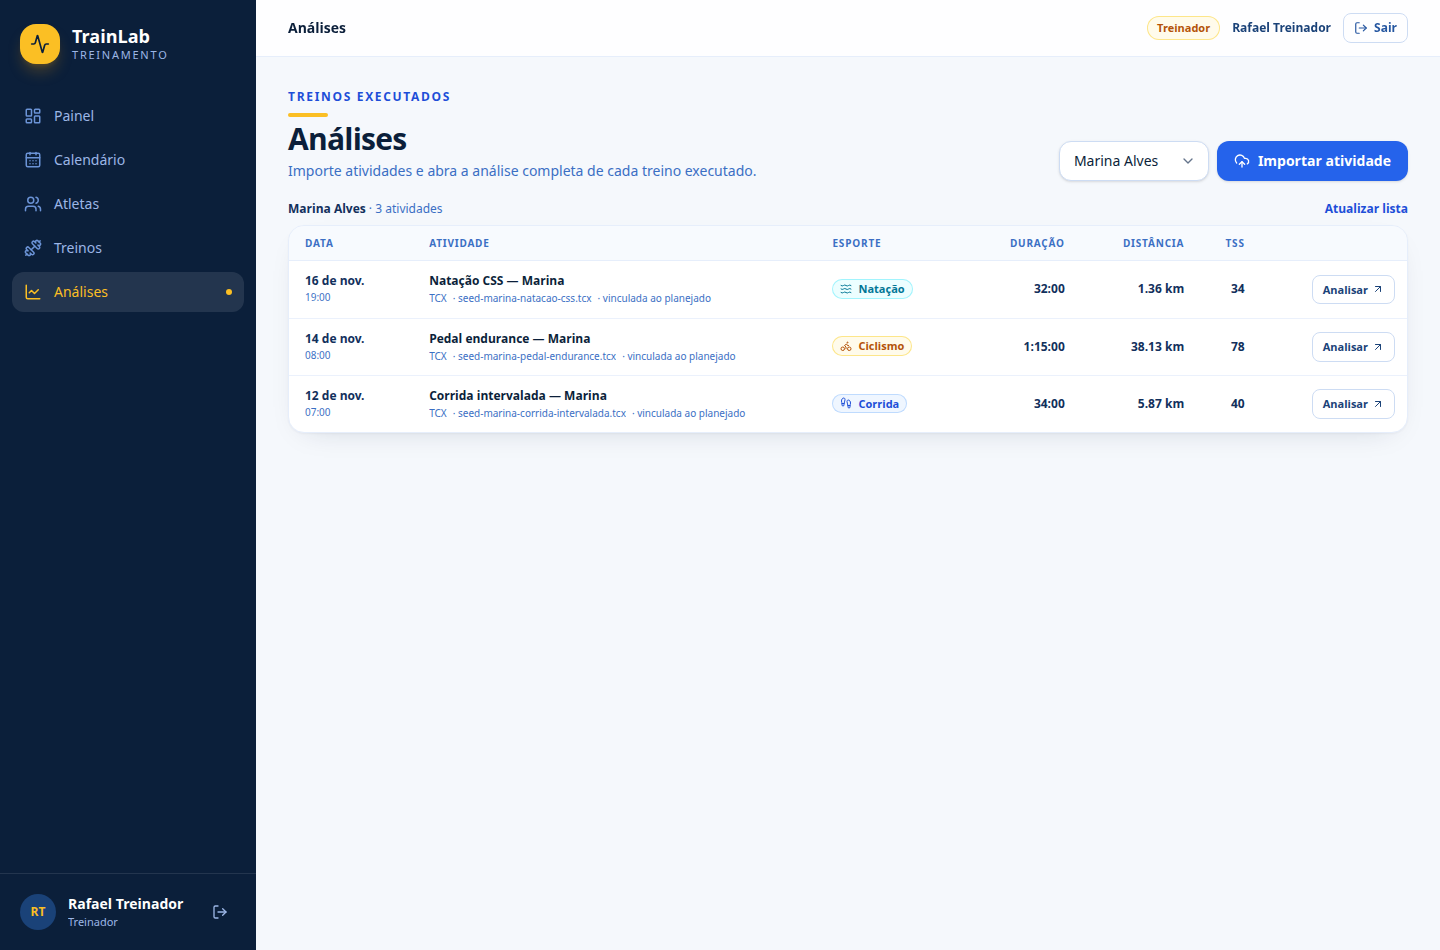 TrainLab
TREINAMENTO
Painel
Calendário
Atletas
Treinos
Análises
RT
Rafael Treinador
Treinador
Análises
Treinador
Rafael Treinador
Sair
TREINOS EXECUTADOS
Análises
Importe atividades e abra a análise completa de cada treino executado.
Marina Alves
Importar atividade
Marina Alves · 3 atividades
Atualizar lista
DATA ATIVIDADE ESPORTE DURAÇÃO DISTÂNCIA TSS
16 de nov. Natação CSS — Marina Natação 32:00 1.36 km 34 Analisar
19:00 TCX · seed-marina-natacao-css.tcx · vinculada ao planejado
14 de nov. Pedal endurance — Marina Ciclismo 1:15:00 38.13 km 78 Analisar
08:00 TCX · seed-marina-pedal-endurance.tcx · vinculada ao planejado
12 de nov. Corrida intervalada — Marina Corrida 34:00 5.87 km 40 Analisar
07:00 TCX · seed-marina-corrida-intervalada.tcx · vinculada ao planejado